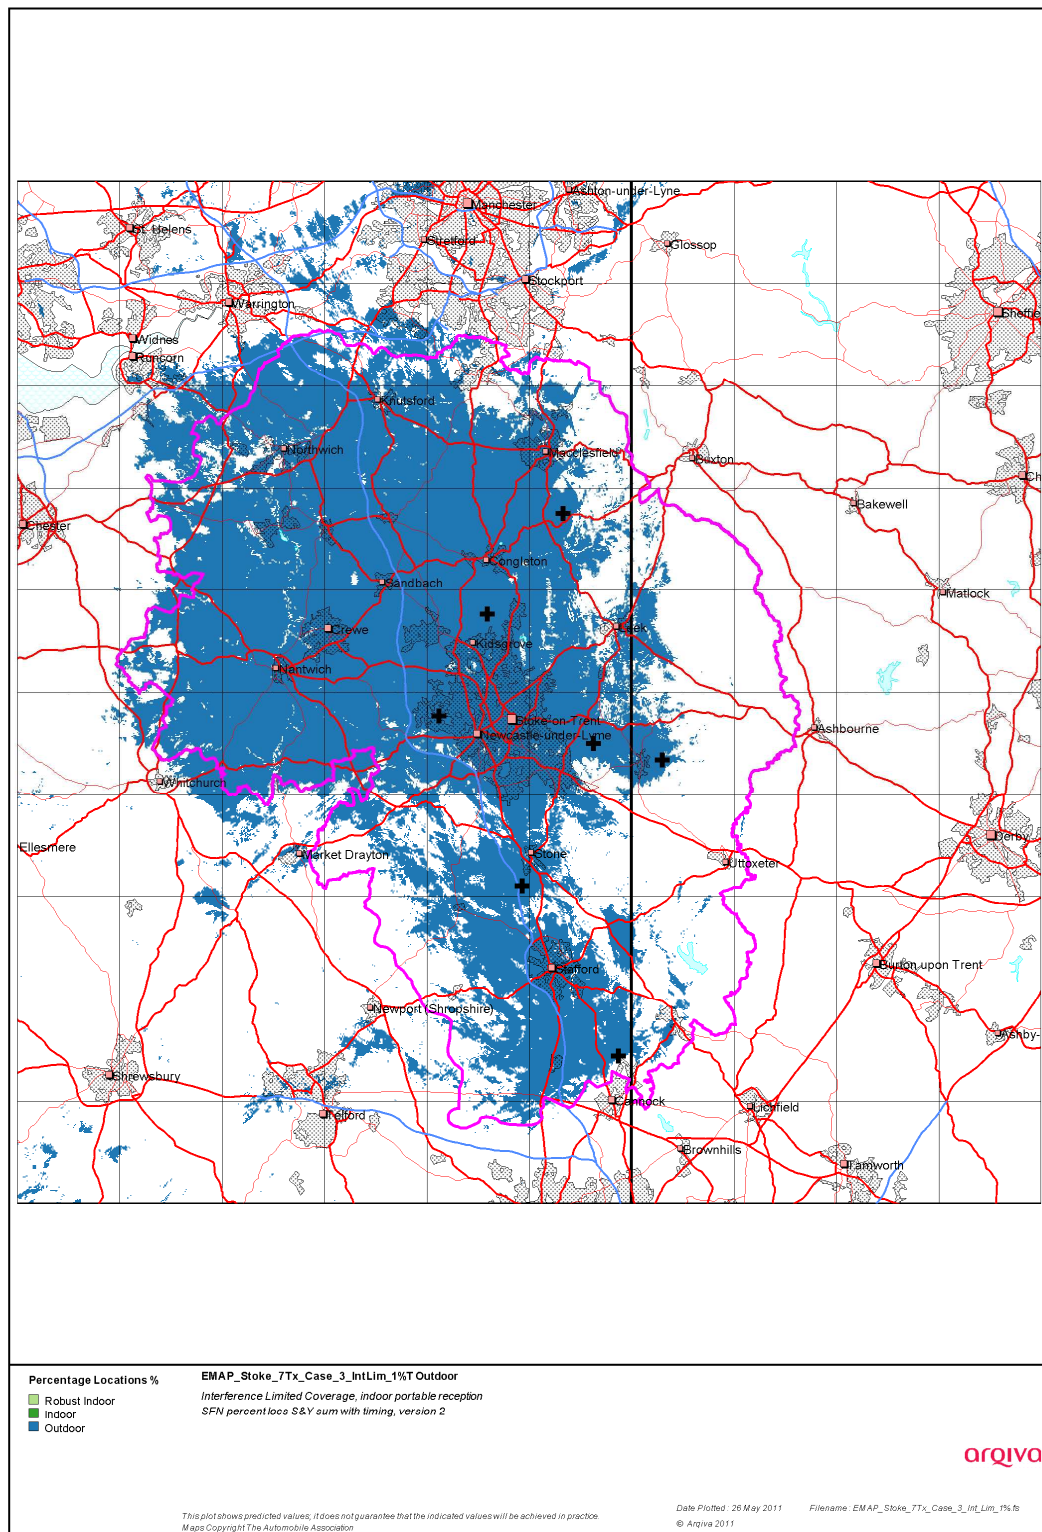 Ashton-under-Lyne
Manchester
St. Helens
Stretford
Glossop
Stockport
Warrington
Sheffie
Widnes
Runcorn
Knutsford
Northwich
Macclesfield
Buxton
Ch
Bakewell
Chester
Congleton
Sandbach
Matlock
Crewe
Leek
Kidsgrove
Nantwich
Stoke-on-Trent
Newcastle-under-Lyme
Ashbourne
Whitchurch
Derby
Ellesmere
Market Drayton
Stone
Uttoxeter
Stafford
Burton upon Trent
Newport (Shropshire)
Ashby-
Shrewsbury
Cannock
Lichfield
Telford
Brownhills
Tamworth
Percentage Locations %
Robust Indoor
Indoor
Outdoor
EMAP_Stoke_7Tx_Case_3_IntLim_1%T Outdoor
Interference Limited Coverage, indoor portable reception
SFN percent locs S&Y sum with timing, version 2
arqiva
Date Plotted : 26 May 2011 Filename : EMAP_Stoke_7Tx_Case_3_Int_Lim_1%.fs
This plot shows predicted values; it does not guarantee that the indicated values will be achieved in practice.
Maps Copyright The Automobile Association
© Arqiva 2011